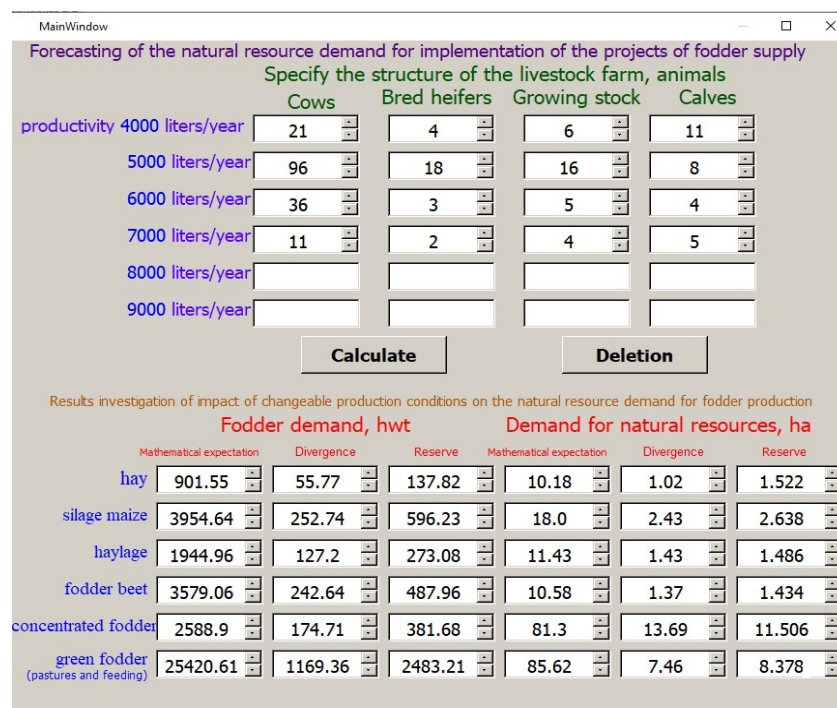 MainWindow
Forecasting of the natural resource demand for implementation of the projects of fodder supply
Specify the structure of the livestock farm, animals
Cows Bred heifers Growing stock Calves
productivity 4000 liters/year 21 4 6 11
5000 liters/year 96 18 16 8
6000 liters/year 36 3 5 4
7000 liters/year 11 2 4 5
8000 liters/year
9000 liters/year
Calculate Deletion
Results investigation of impact of changeable production conditions on the natural resource demand for fodder production
Fodder demand, hwt Demand for natural resources, ha
Mathematical expectation Divergence Reserve Mathematical expectation Divergence Reserve
hay 901.55 55.77 137.82 10.18 1.02 1.522
silage maize 3954.64 252.74 596.23 18.0 2.43 2.638
haylage 1944.96 127.2 273.08 11.43 1.43 1.486
fodder beet 3579.06 242.64 487.96 10.58 1.37 1.434
concentrated fodder 2588.9 174.71 381.68 81.3 13.69 11.506
green fodder 25420.61 1169.36 2483.21 85.62 7.46 8.378
(pastures and feeding)